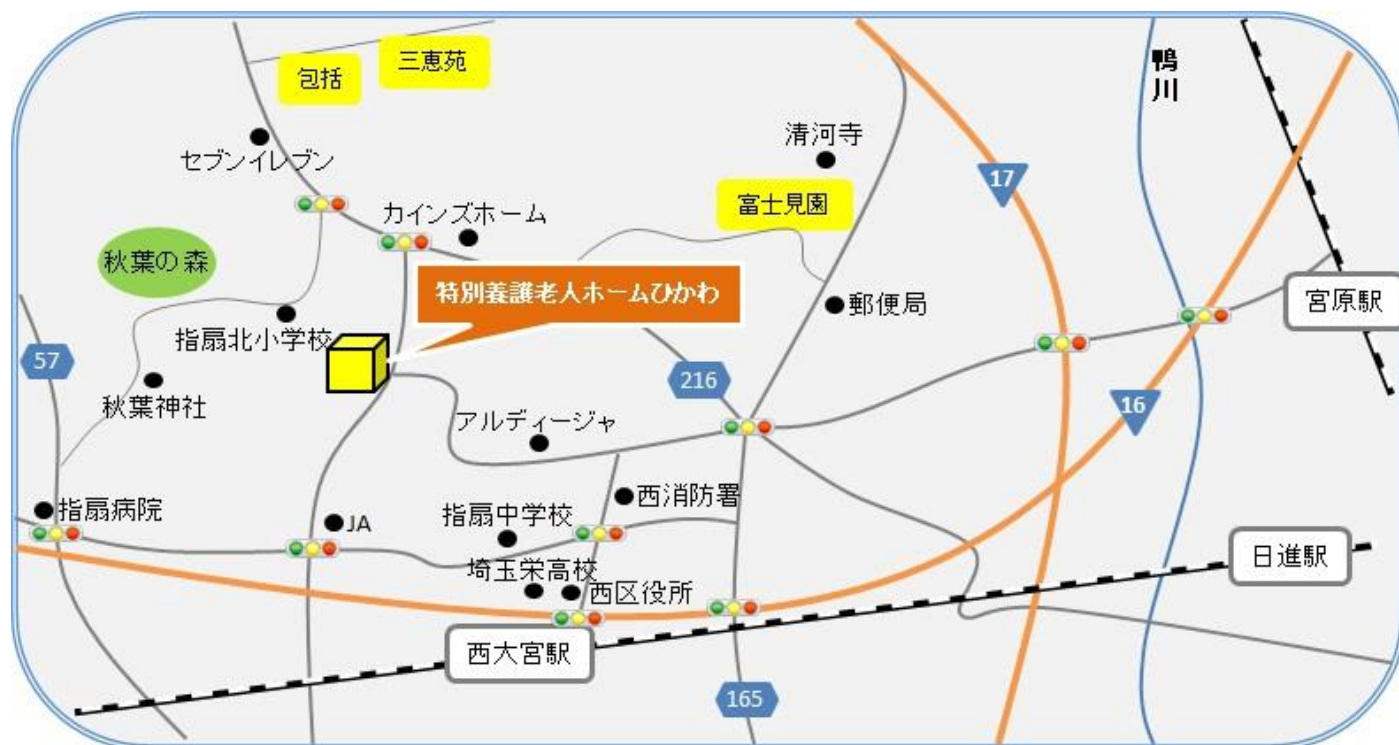 包括
三恵苑
鴨川
セブンイレブン
清河寺
17
富士見園
カインズホーム
秋葉の森
特別養護老人ホームひかわ
郵便局
宮原駅
指扇北小学校
57
216
秋葉神社
アルディージャ
16
指扇病院
JA
指扇中学校
西消防署
日進駅
埼玉栄高校
西区役所
西大宮駅
165